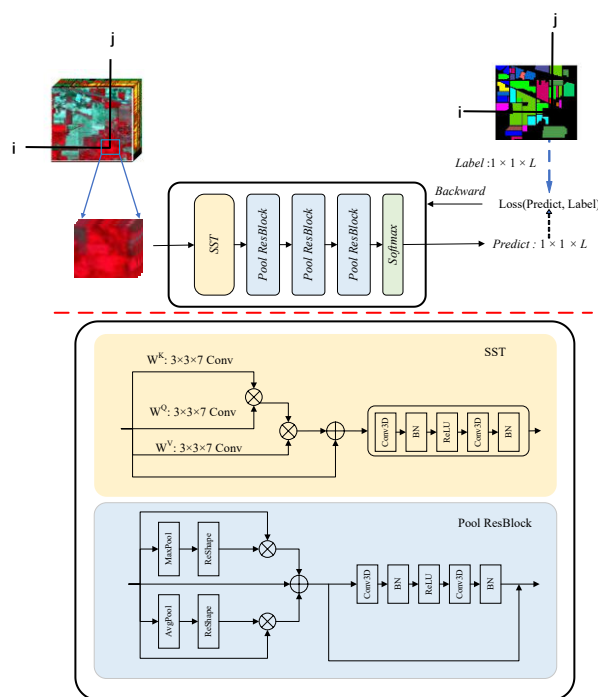 j
j
i
i
Label :1 × 1 × L
Backward
Loss(Predict, Label)
SST
Pool ResBlock
Pool ResBlock
Pool ResBlock
Softmax
Predict : 1 × 1 × L
SST
W^K: 3×3×7 Conv
W^Q: 3×3×7 Conv
W^V: 3×3×7 Conv
Conv3D
BN
ReLU
Conv3D
BN
Pool ResBlock
MaxPool
ReShape
Conv3D
BN
ReLU
Conv3D
BN
AvgPool
ReShape